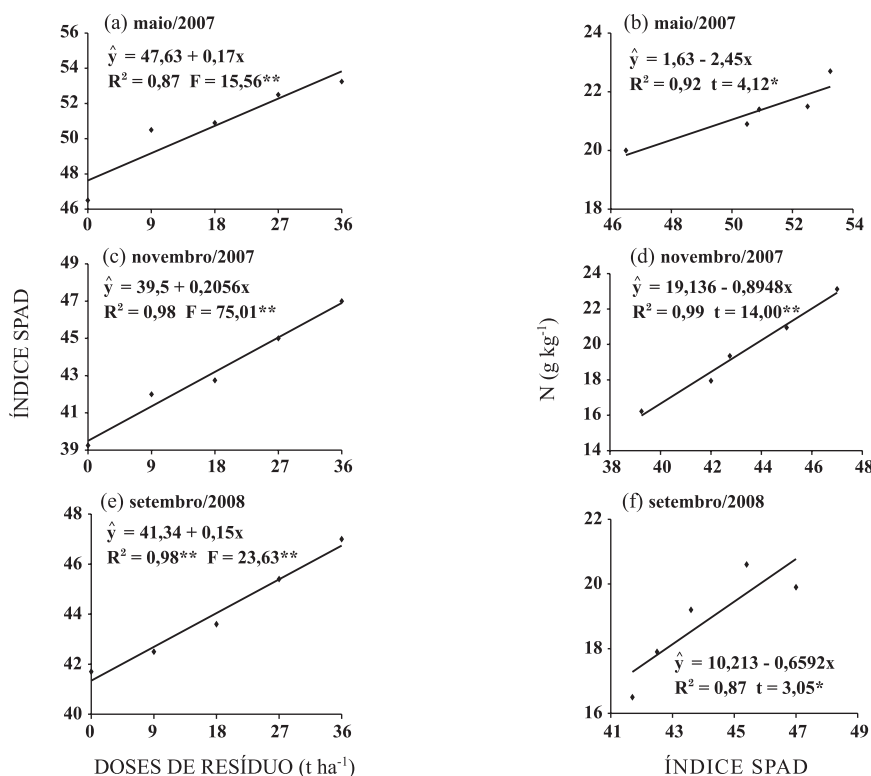 (a) maio/2007
ŷ = 47,63 + 0,17x
R² = 0,87 F = 15,56**
56
54
52
50
48
46
0 9 18 27 36
(b) maio/2007
ŷ = 1,63 - 2,45x
R² = 0,92 t = 4,12*
24
22
20
18
46 48 50 52 54
(c) novembro/2007
ŷ = 39,5 + 0,2056x
R² = 0,98 F = 75,01**
49
47
45
43
41
39
0 9 18 27 36
ÍNDICE SPAD
(d) novembro/2007
ŷ = 19,136 - 0,8948x
R² = 0,99 t = 14,00**
24
22
20
18
16
14
38 40 42 44 46 48
N (g kg⁻¹)
(e) setembro/2008
ŷ = 41,34 + 0,15x
R² = 0,98** F = 23,63**
48
46
44
42
40
0 9 18 27 36
DOSES DE RESÍDUO (t ha⁻¹)
(f) setembro/2008
22
20
18
16
ŷ = 10,213 - 0,6592x
R² = 0,87 t = 3,05*
41 43 45 47 49
ÍNDICE SPAD